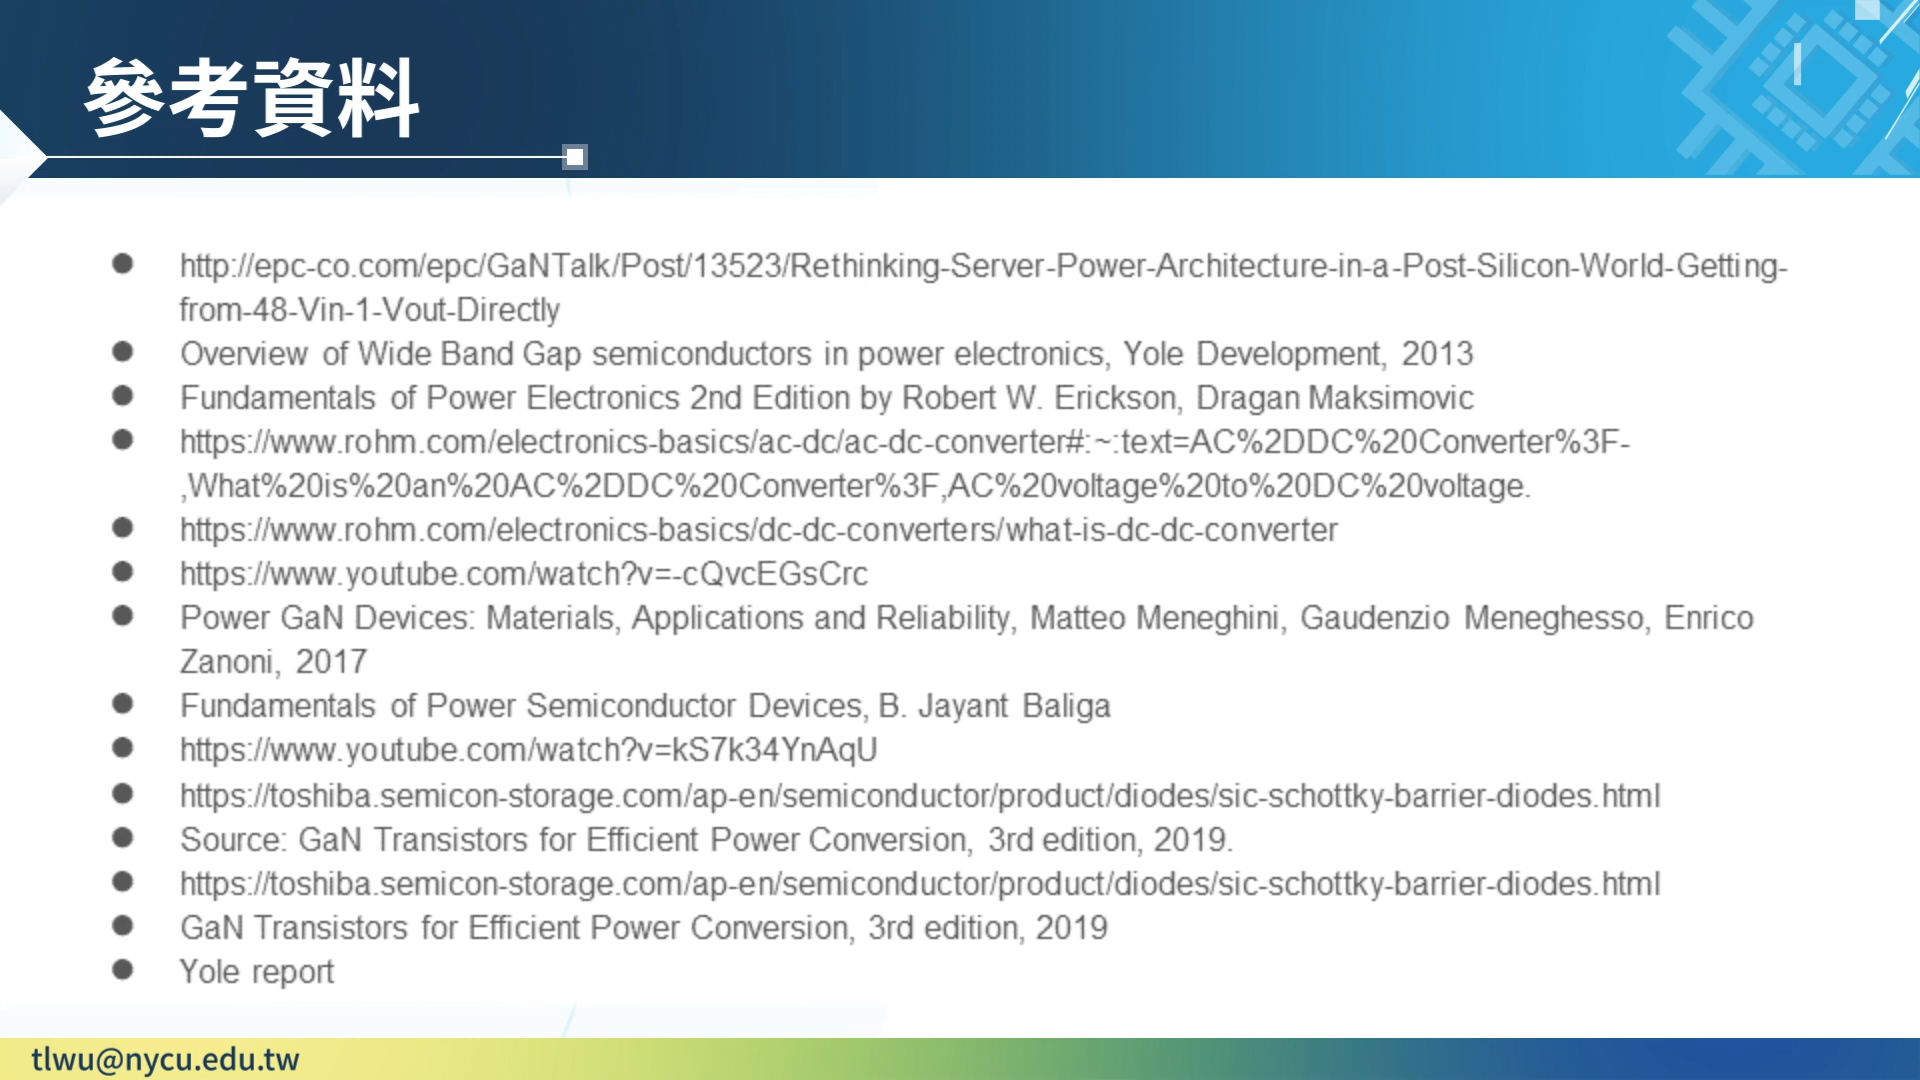 參考資料
● http://epc-co.com/epc/GaNTalk/Post/13523/Rethinking-Server-Power-Architecture-in-a-Post-Silicon-World-Getting-
from-48-Vin-1-Vout-Directly
● Overview of Wide Band Gap semiconductors in power electronics, Yole Development, 2013
● Fundamentals of Power Electronics 2nd Edition by Robert W. Erickson, Dragan Maksimovic
● https://www.rohm.com/electronics-basics/ac-dc/ac-dc-converter#:~:text=AC%2DDC%20Converter%3F-
,What%20is%20an%20AC%2DDC%20Converter%3F,AC%20voltage%20to%20DC%20voltage.
● https://www.rohm.com/electronics-basics/dc-dc-converters/what-is-dc-dc-converter
● https://www.youtube.com/watch?v=-cQvcEGsCrc
● Power GaN Devices: Materials, Applications and Reliability, Matteo Meneghini, Gaudenzio Meneghesso, Enrico
Zanoni, 2017
● Fundamentals of Power Semiconductor Devices, B. Jayant Baliga
● https://www.youtube.com/watch?v=kS7k34YnAqU
● https://toshiba.semicon-storage.com/ap-en/semiconductor/product/diodes/sic-schottky-barrier-diodes.html
● Source: GaN Transistors for Efficient Power Conversion, 3rd edition, 2019.
● https://toshiba.semicon-storage.com/ap-en/semiconductor/product/diodes/sic-schottky-barrier-diodes.html
● GaN Transistors for Efficient Power Conversion, 3rd edition, 2019
● Yole report
tlwu@nycu.edu.tw